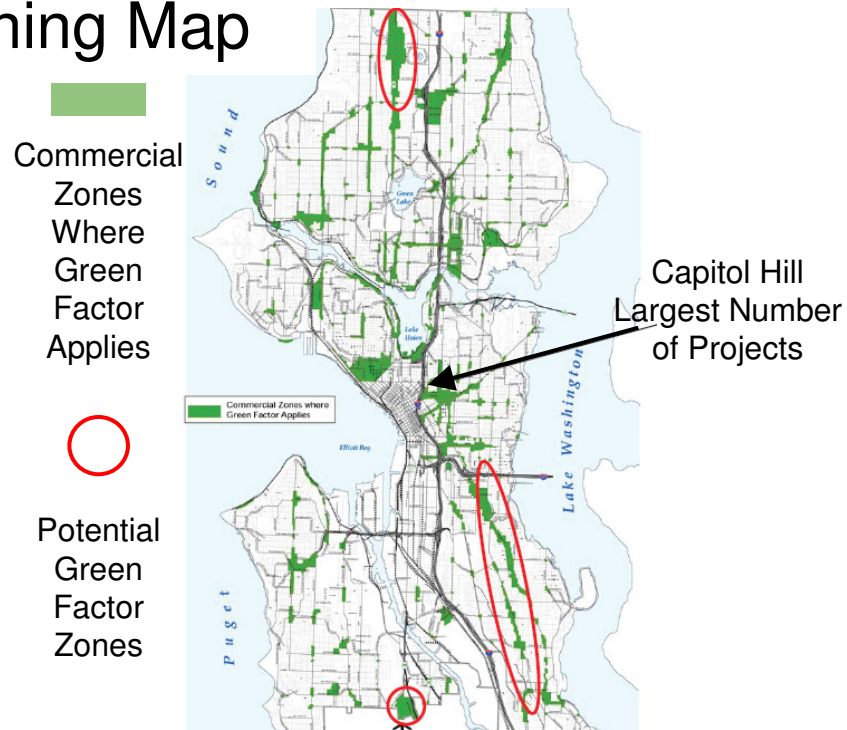 ning Map
Commercial
Zones
Where
Green
Factor
Applies
Potential
Green
Factor
Zones
Sound
Green
Lake
Lake
Union
Capitol Hill
Largest Number
of Projects
Commercial Zones where
Green Factor Applies
Elliott Bay
Lake Washington
Puget